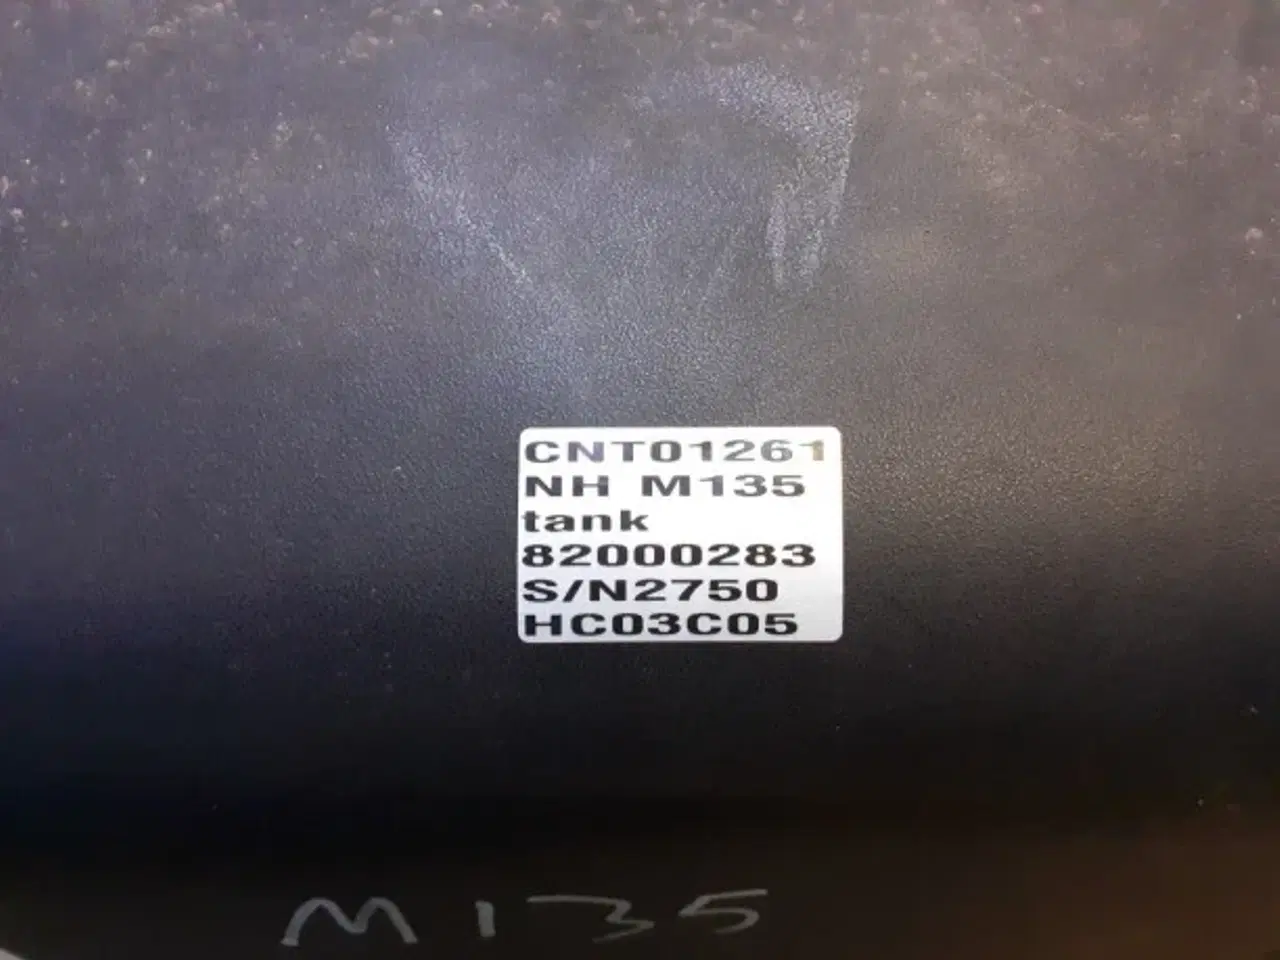 CNT01261
NH M135
tank
82000283
S/N2750
HC03C05
M135